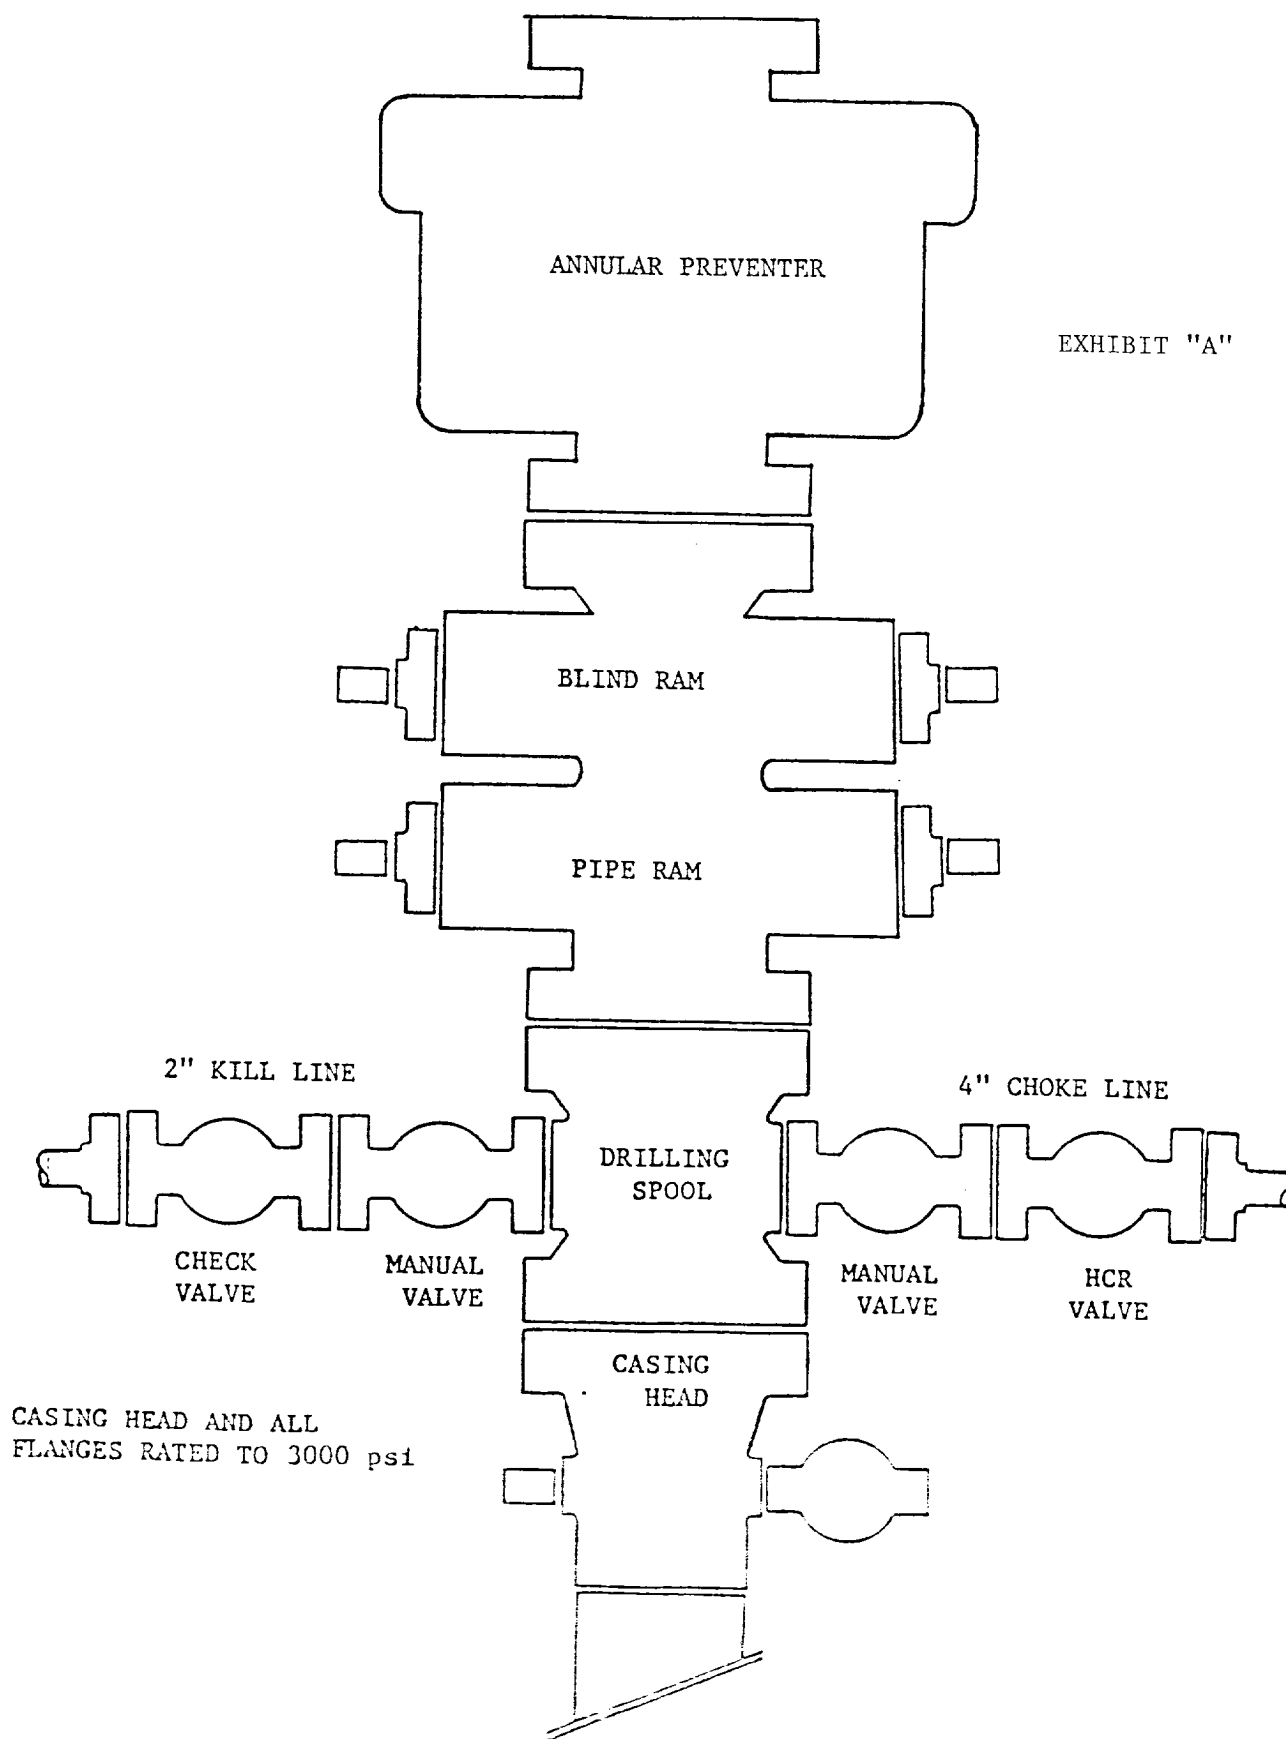 ANNULAR PREVENTER
EXHIBIT "A"
BLIND RAM
PIPE RAM
2" KILL LINE
4" CHOKE LINE
DRILLING
SPOOL
CHECK
VALVE
MANUAL
VALVE
MANUAL
VALVE
HCR
VALVE
CASING
HEAD
CASING HEAD AND ALL
FLANGES RATED TO 3000 psi